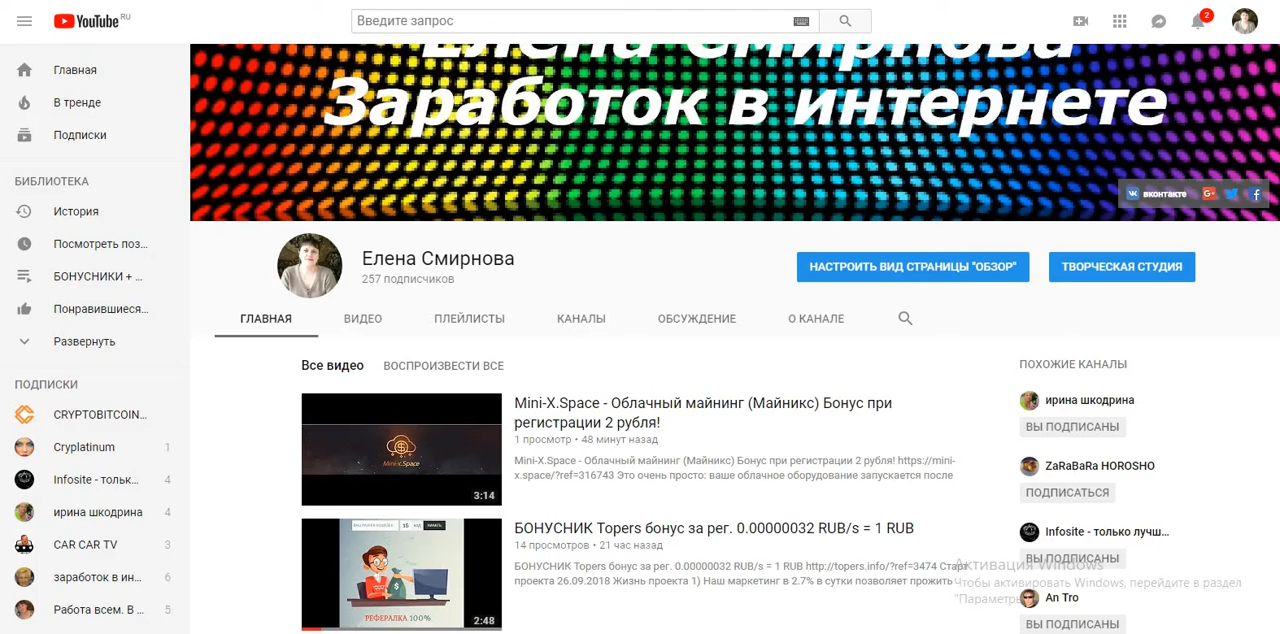 YouTube RU
Введите запрос
2
Елена Смирнова
Заработок в интернете
вконтакте
Главная
В тренде
Подписки
БИБЛИОТЕКА
История
Посмотреть поз...
БОНУСНИКИ + ...
Понравившиеся...
Развернуть
ПОДПИСКИ
CRYPTOBITCOIN...
Cryplatinum 1
Infosite - тольк... 4
ирина шкодрина 4
CAR CAR TV 3
заработок в ин... 6
Работа всем. В ... 5
Елена Смирнова
257 подписчиков
НАСТРОИТЬ ВИД СТРАНИЦЫ "ОБЗОР"
ТВОРЧЕСКАЯ СТУДИЯ
ГЛАВНАЯ ВИДЕО ПЛЕЙЛИСТЫ КАНАЛЫ ОБСУЖДЕНИЕ О КАНАЛЕ
Все видео ВОСПРОИЗВЕСТИ ВСЕ
Mini-x.Space
3:14
Mini-X.Space - Облачный майнинг (Майникс) Бонус при
регистрации 2 рубля!
1 просмотр • 48 минут назад
Mini-X.Space - Облачный майнинг (Майникс) Бонус при регистрации 2 рубля! https://mini-
x.space/?ref=316743 Это очень просто: ваше облачное оборудование запускается после
РЕФЕРАЛКА 100%
2:48
БОНУСНИК Topers бонус за рег. 0.00000032 RUB/s = 1 RUB
14 просмотров • 21 час назад
БОНУСНИК Topers бонус за рег. 0.00000032 RUB/s = 1 RUB http://topers.info/?ref=3474 Старт
проекта 26.09.2018 Жизнь проекта 1) Наш маркетинг в 2.7% в сутки позволяет прожить
ПОХОЖИЕ КАНАЛЫ
ирина шкодрина
ВЫ ПОДПИСАНЫ
ZaRaBaRa HOROSHO
ПОДПИСАТЬСЯ
Infosite - только лучш...
ВЫ ПОДПИСАНЫ
An Tro
ВЫ ПОДПИСАНЫ
Активация Windows
Чтобы активировать Windows, перейдите в раздел
"Параметры